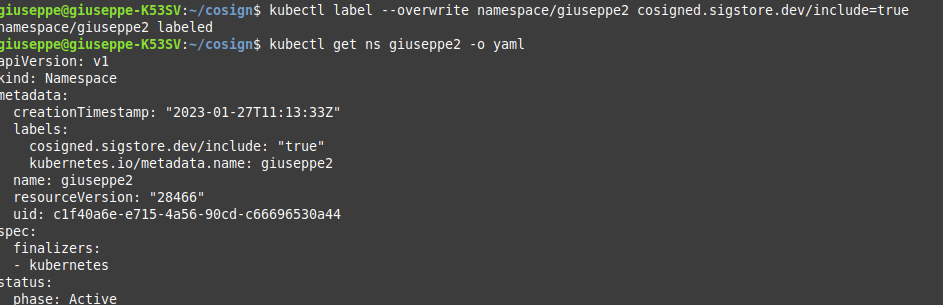 giuseppe@giuseppe-K53SV:~/cosign$ kubectl label --overwrite namespace/giuseppe2 cosigned.sigstore.dev/include=true
namespace/giuseppe2 labeled
giuseppe@giuseppe-K53SV:~/cosign$ kubectl get ns giuseppe2 -o yaml
apiVersion: v1
kind: Namespace
metadata:
  creationTimestamp: "2023-01-27T11:13:33Z"
  labels:
    cosigned.sigstore.dev/include: "true"
    kubernetes.io/metadata.name: giuseppe2
  name: giuseppe2
  resourceVersion: "28466"
  uid: c1f40a6e-e715-4a56-90cd-c66696530a44
spec:
  finalizers:
  - kubernetes
status:
  phase: Active